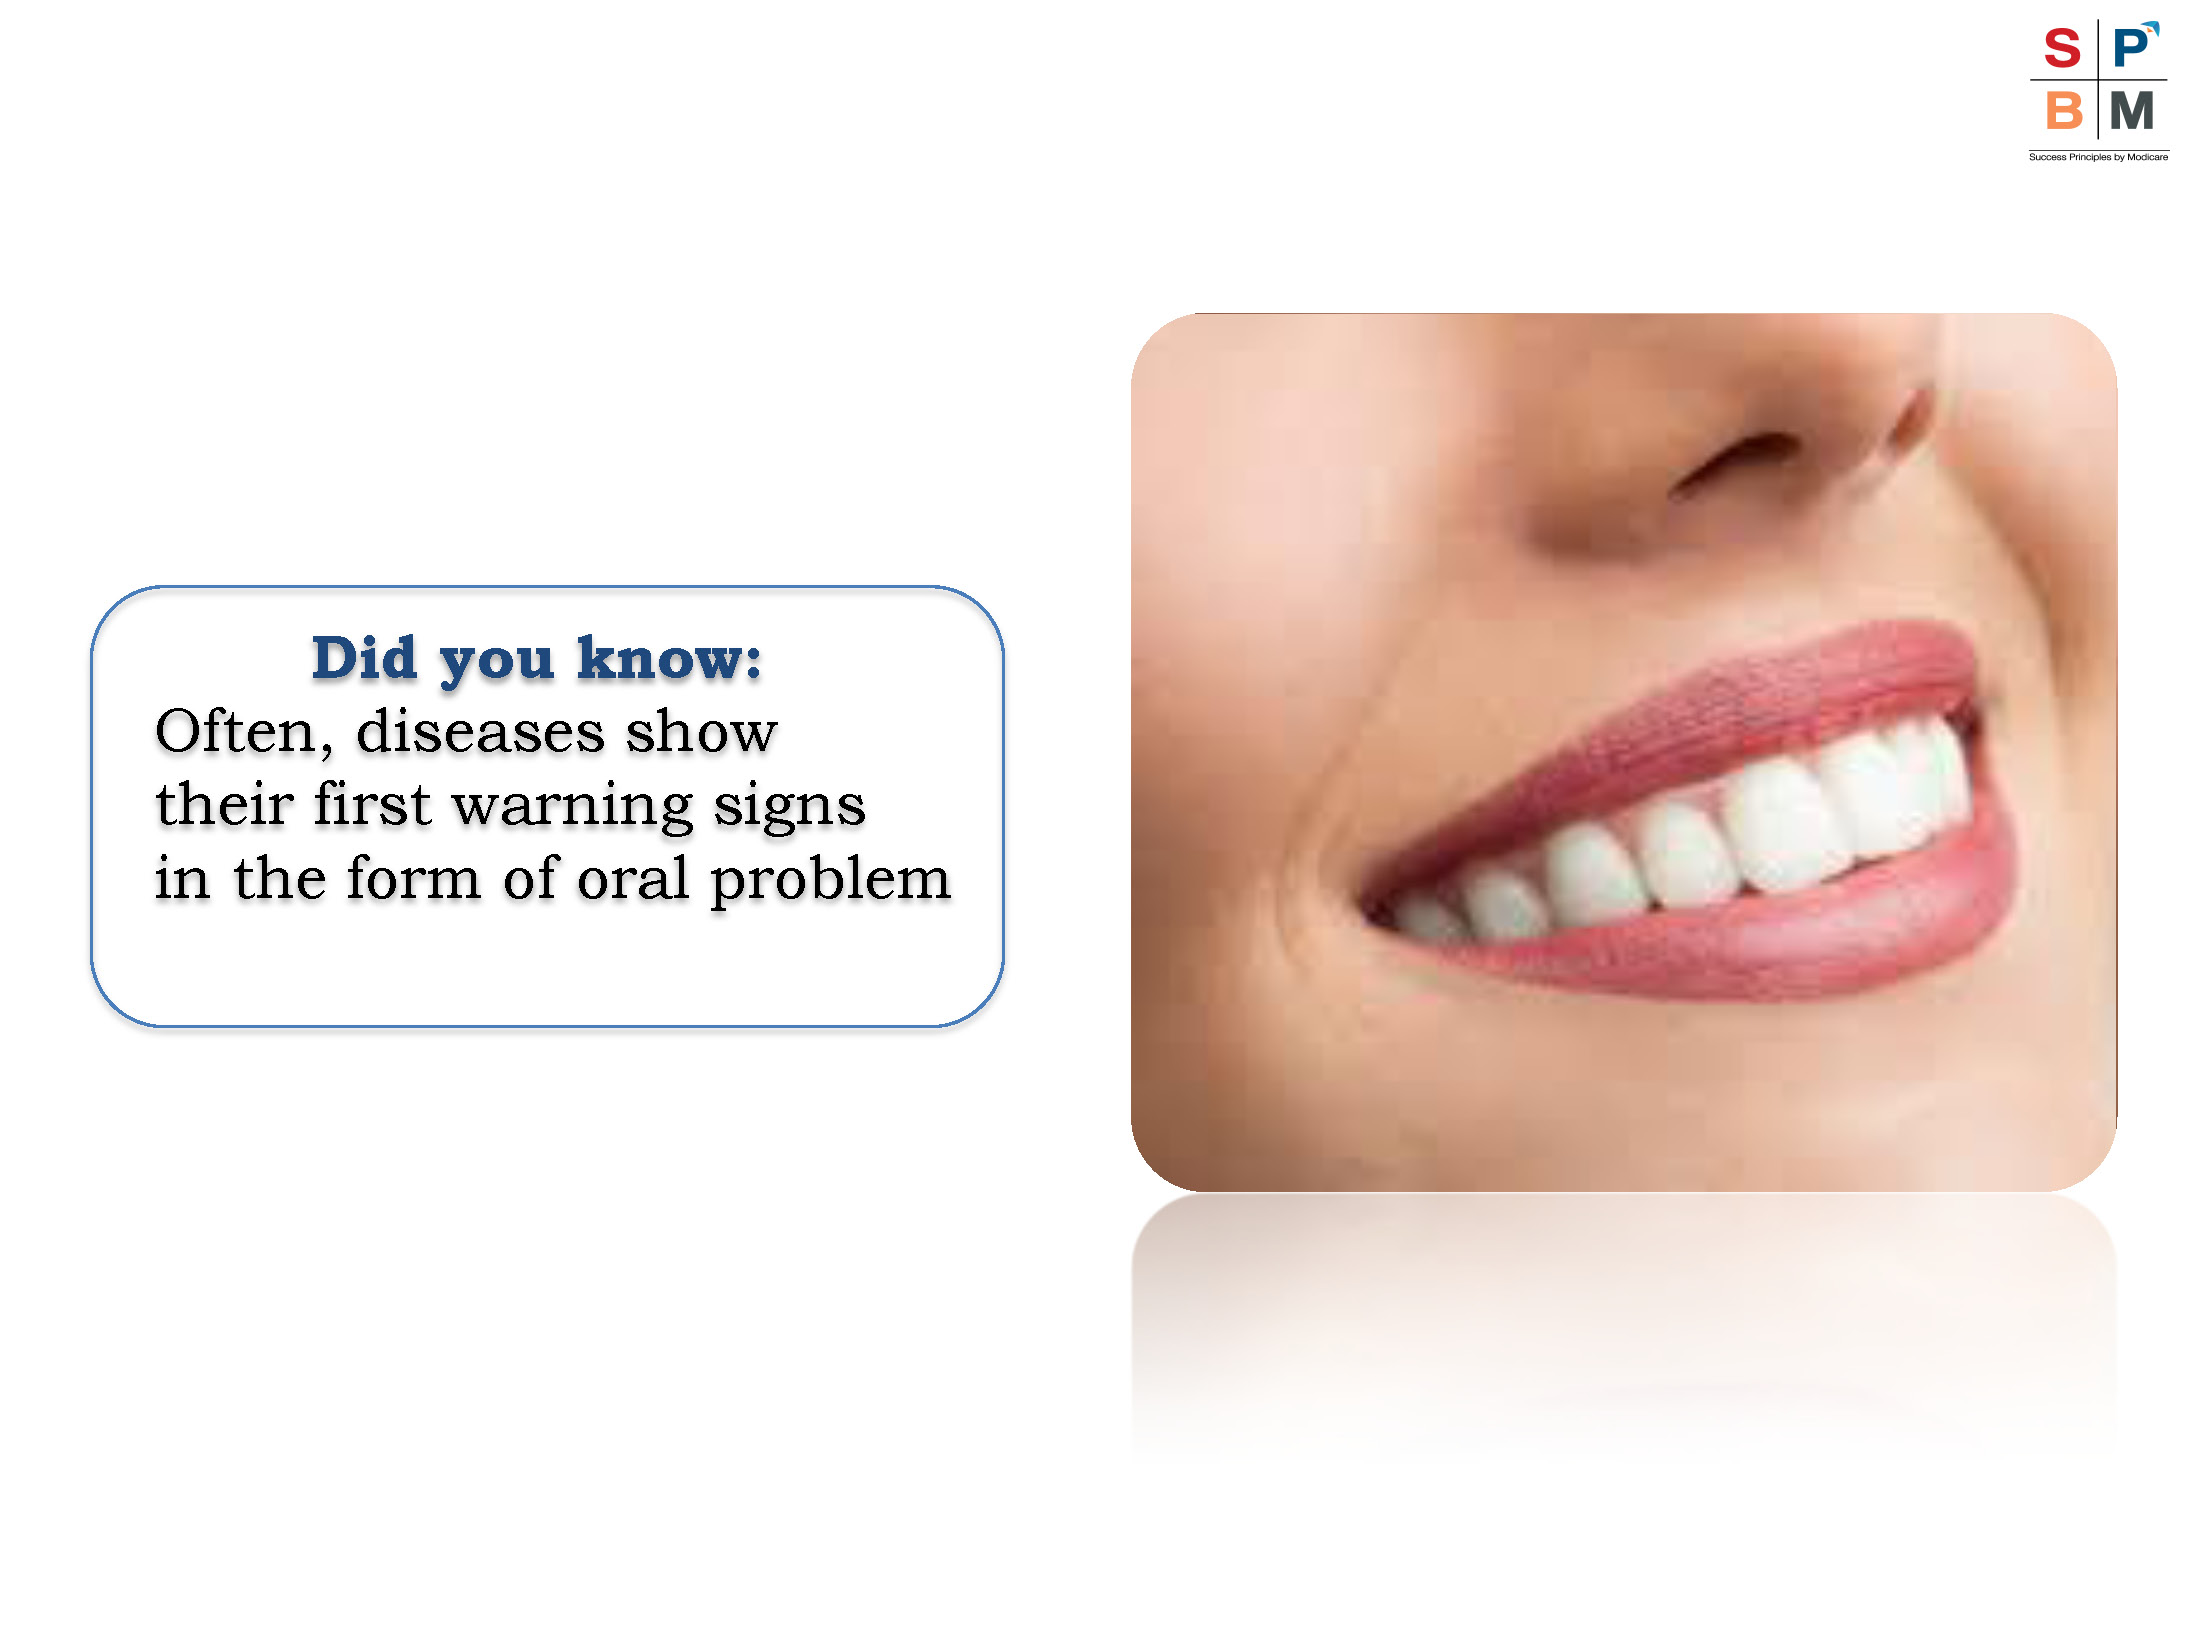 S P
B M
Success Principles by Modicare
Did you know:
Often, diseases show
their first warning signs
in the form of oral problem